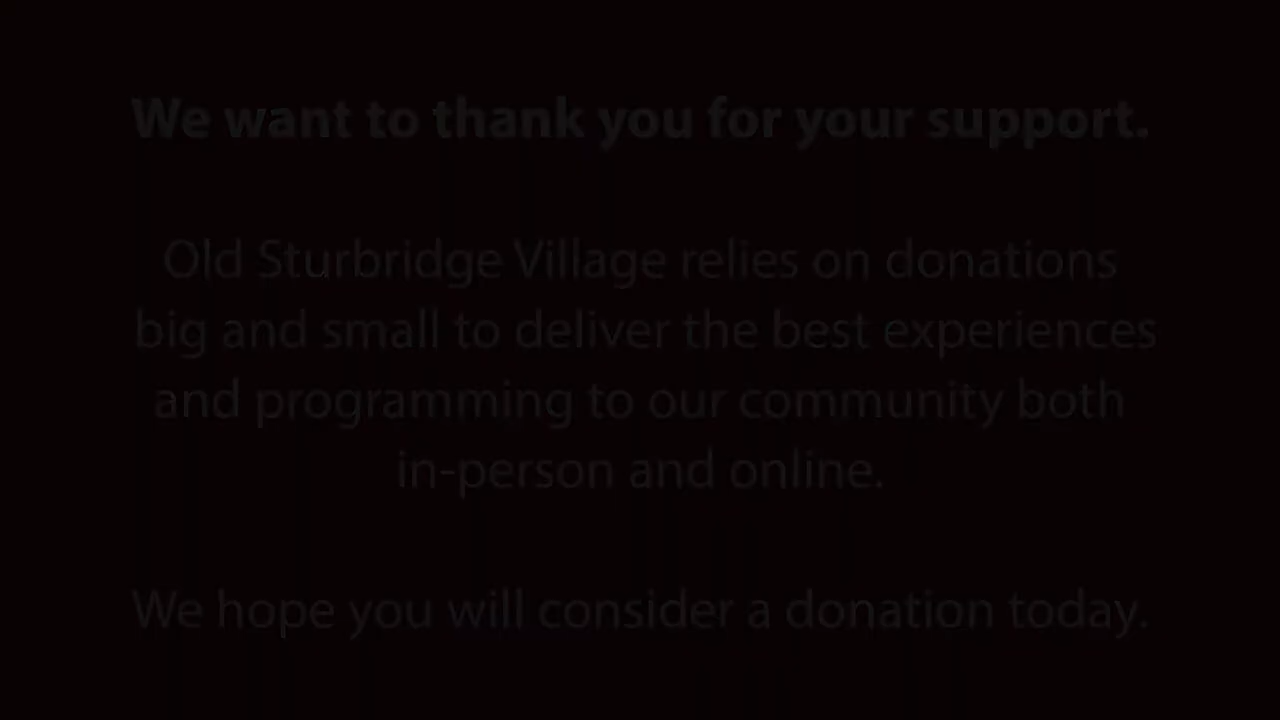 We want to thank you for your support.
Old Sturbridge Village relies on donations
big and small to deliver the best experiences
and programming to our community both
in-person and online.
We hope you will consider a donation today.